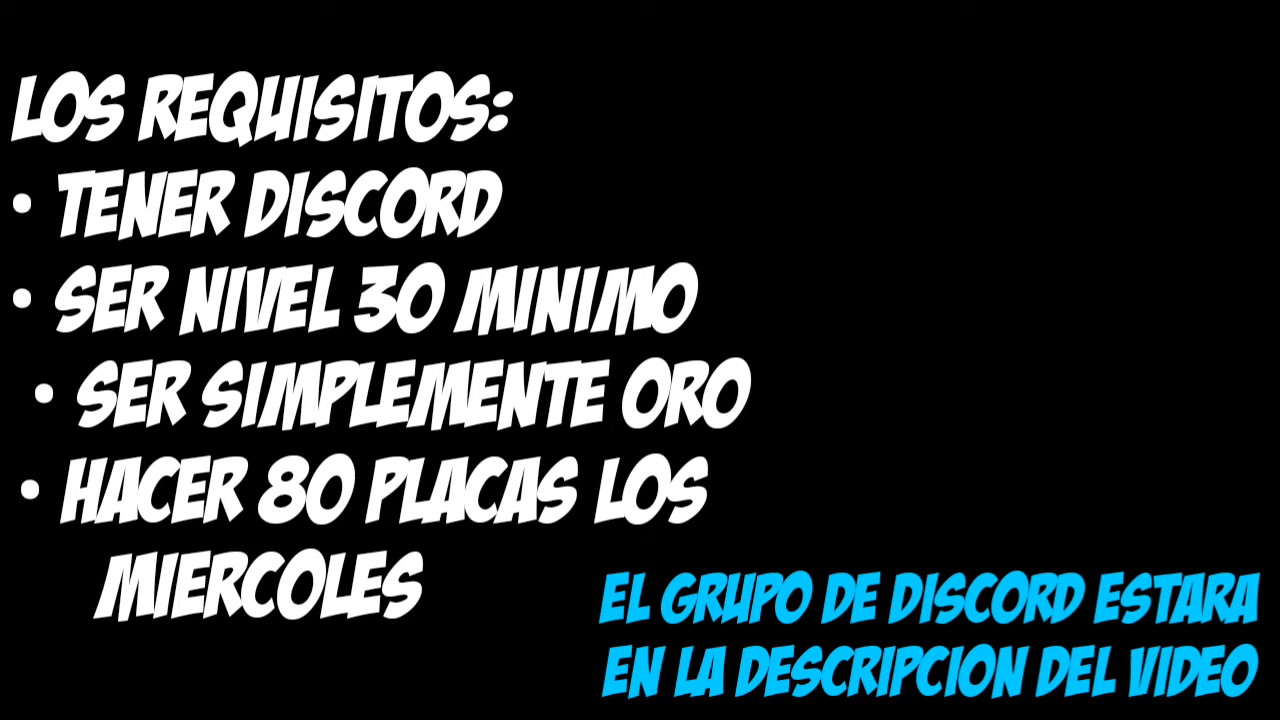 LOS REQUISITOS:
• TENER DISCORD
• SER NIVEL 30 MINIMO
• SER SIMPLEMENTE ORO
• HACER 80 PLACAS LOS
MIERCOLES
EL GRUPO DE DISCORD ESTARA
EN LA DESCRIPCION DEL VIDEO